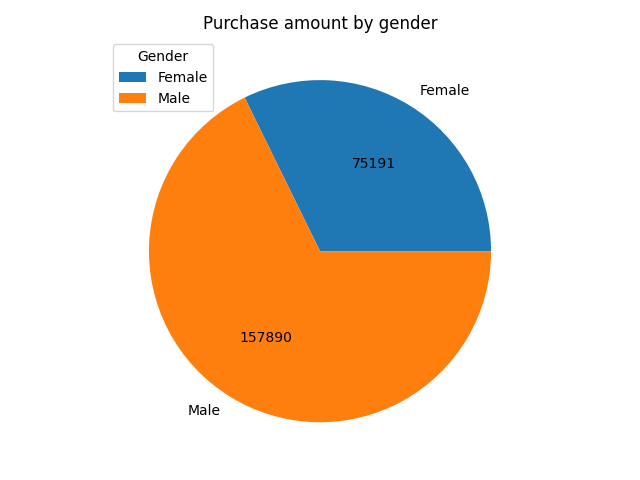 Purchase amount by gender
Gender
Female
Male
Female
75191
157890
Male